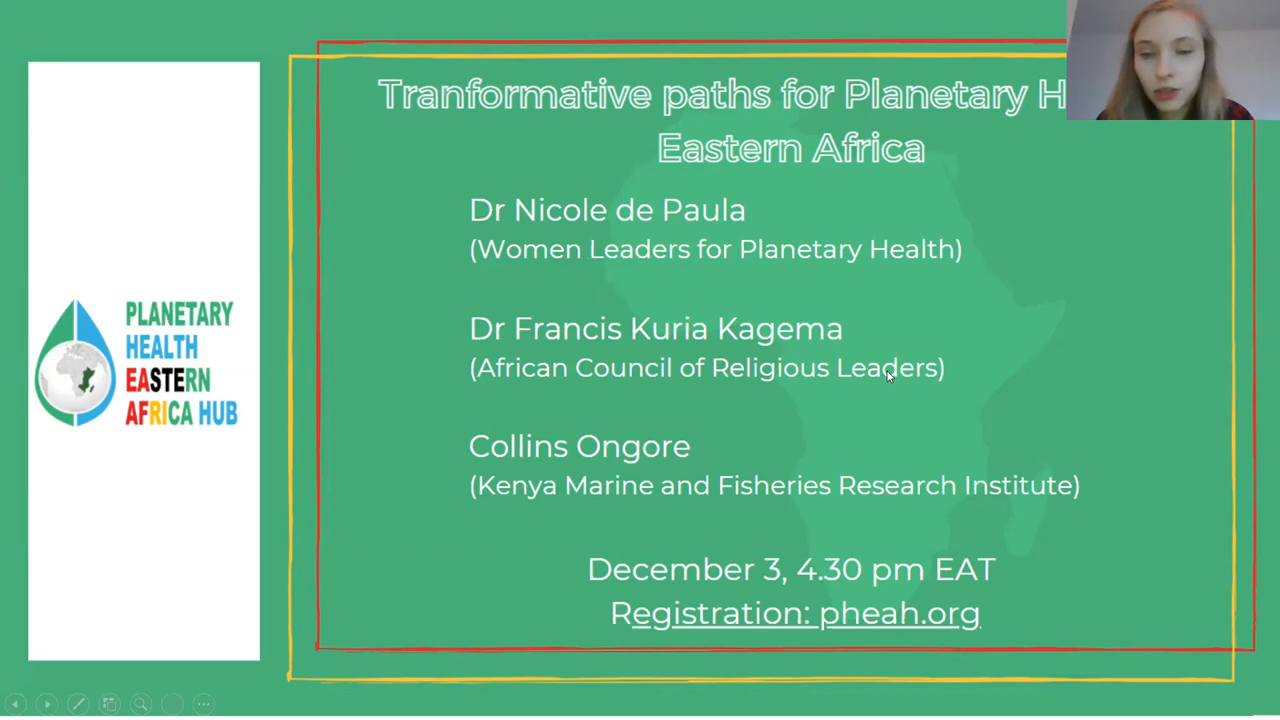 Tranformative paths for Planetary H
Eastern Africa
Dr Nicole de Paula
(Women Leaders for Planetary Health)
Dr Francis Kuria Kagema
(African Council of Religious Leaders)
Collins Ongore
(Kenya Marine and Fisheries Research Institute)
December 3, 4.30 pm EAT
Registration: pheah.org
PLANETARY
HEALTH
EASTERN
AFRICA HUB